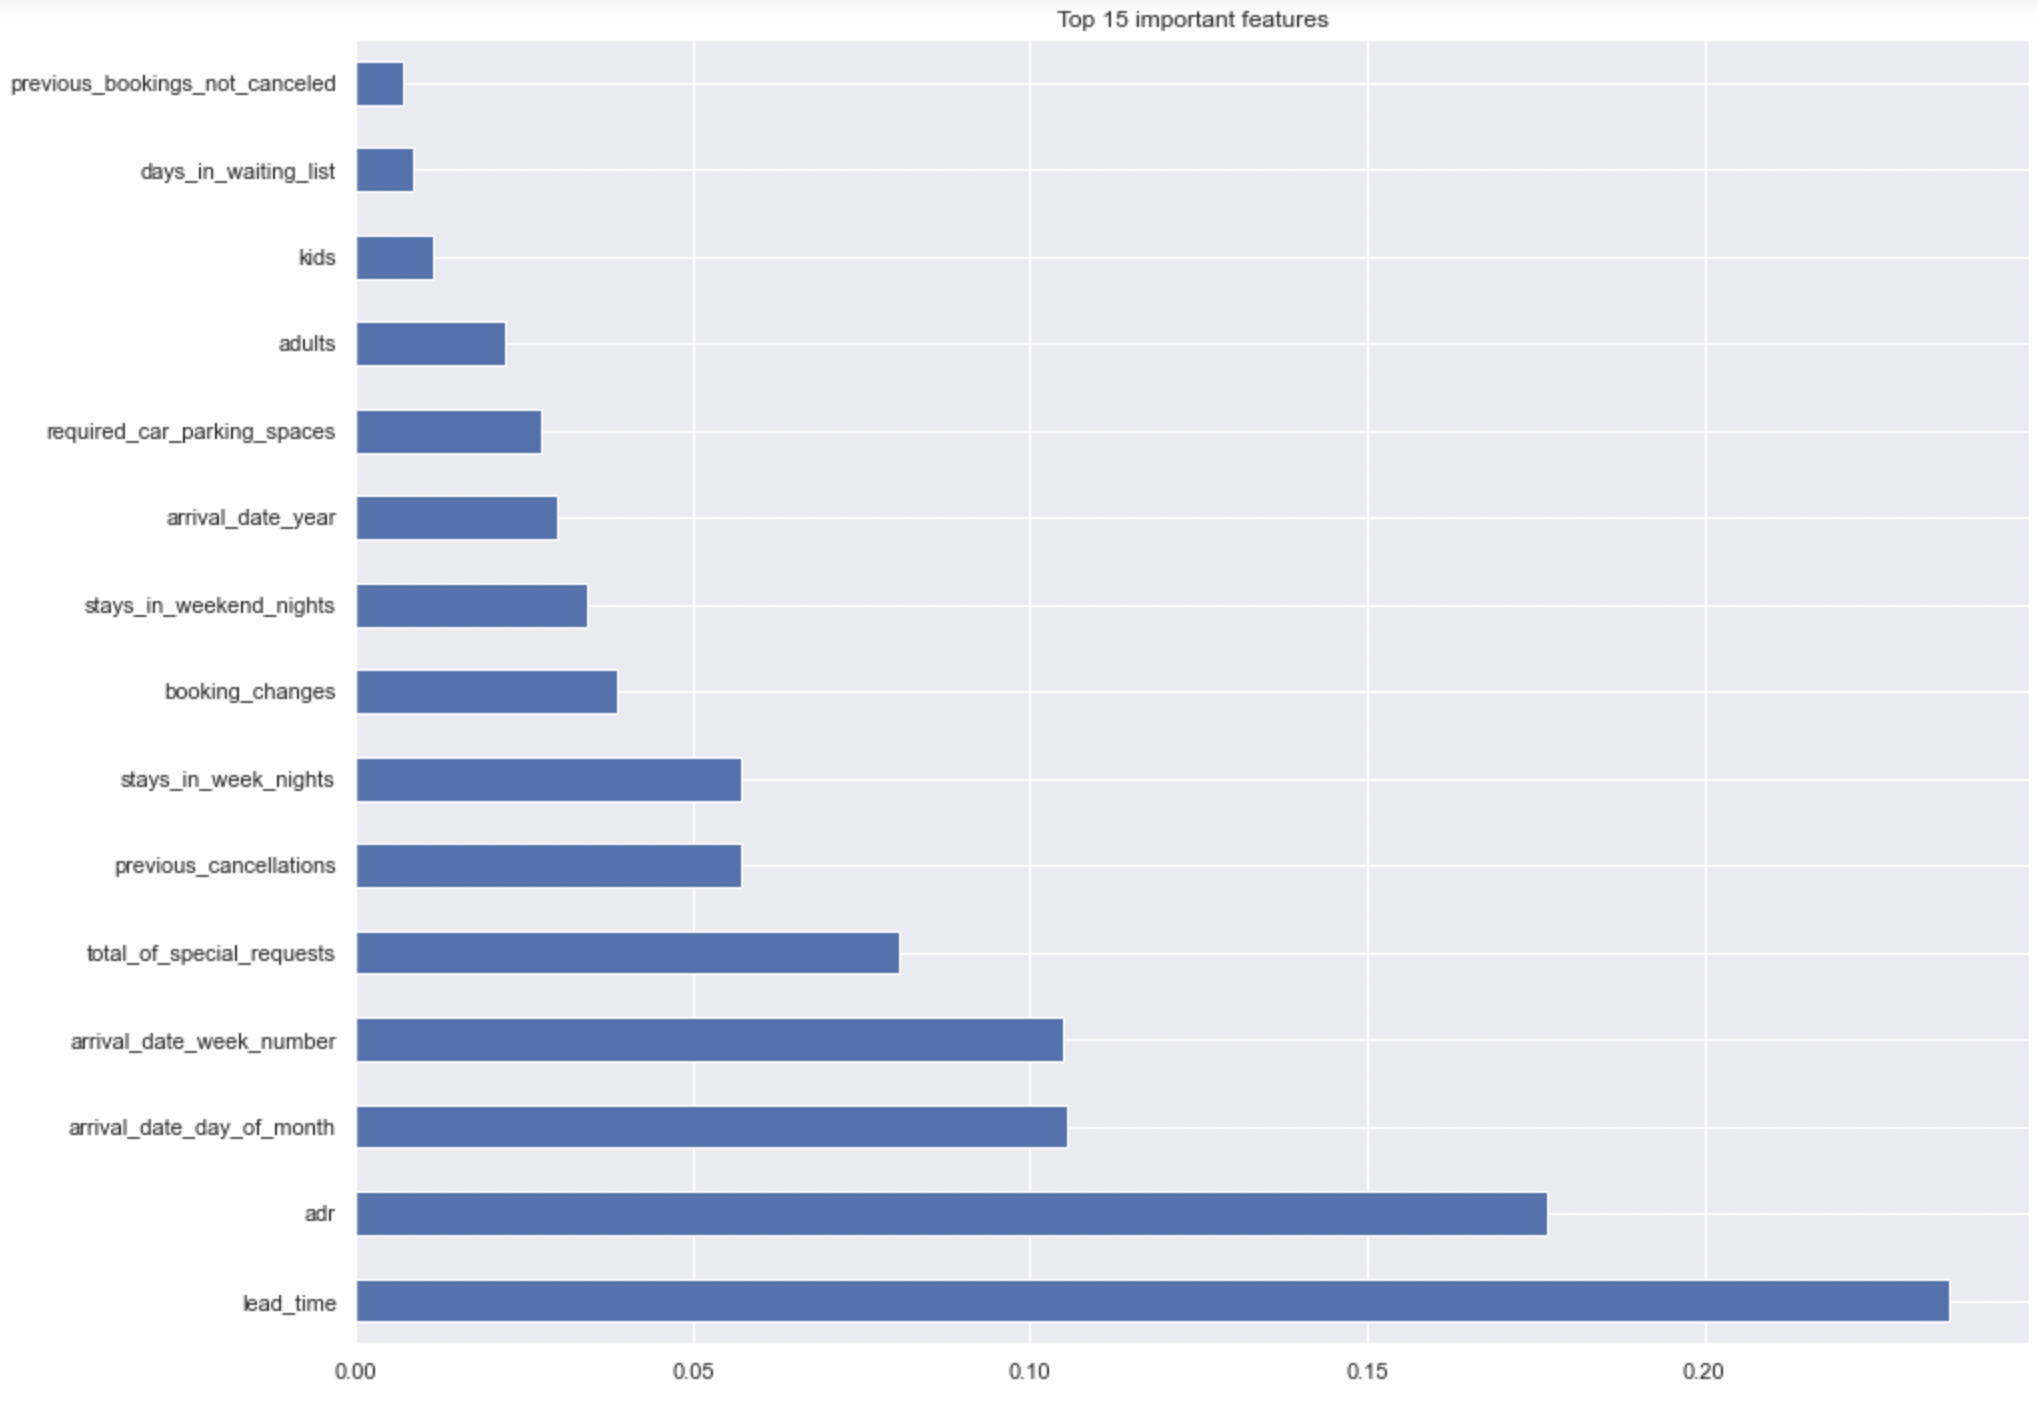 Top 15 important features
previous_bookings_not_canceled
days_in_waiting_list
kids
adults
required_car_parking_spaces
arrival_date_year
stays_in_weekend_nights
booking_changes
stays_in_week_nights
previous_cancellations
total_of_special_requests
arrival_date_week_number
arrival_date_day_of_month
adr
lead_time
0.00 0.05 0.10 0.15 0.20